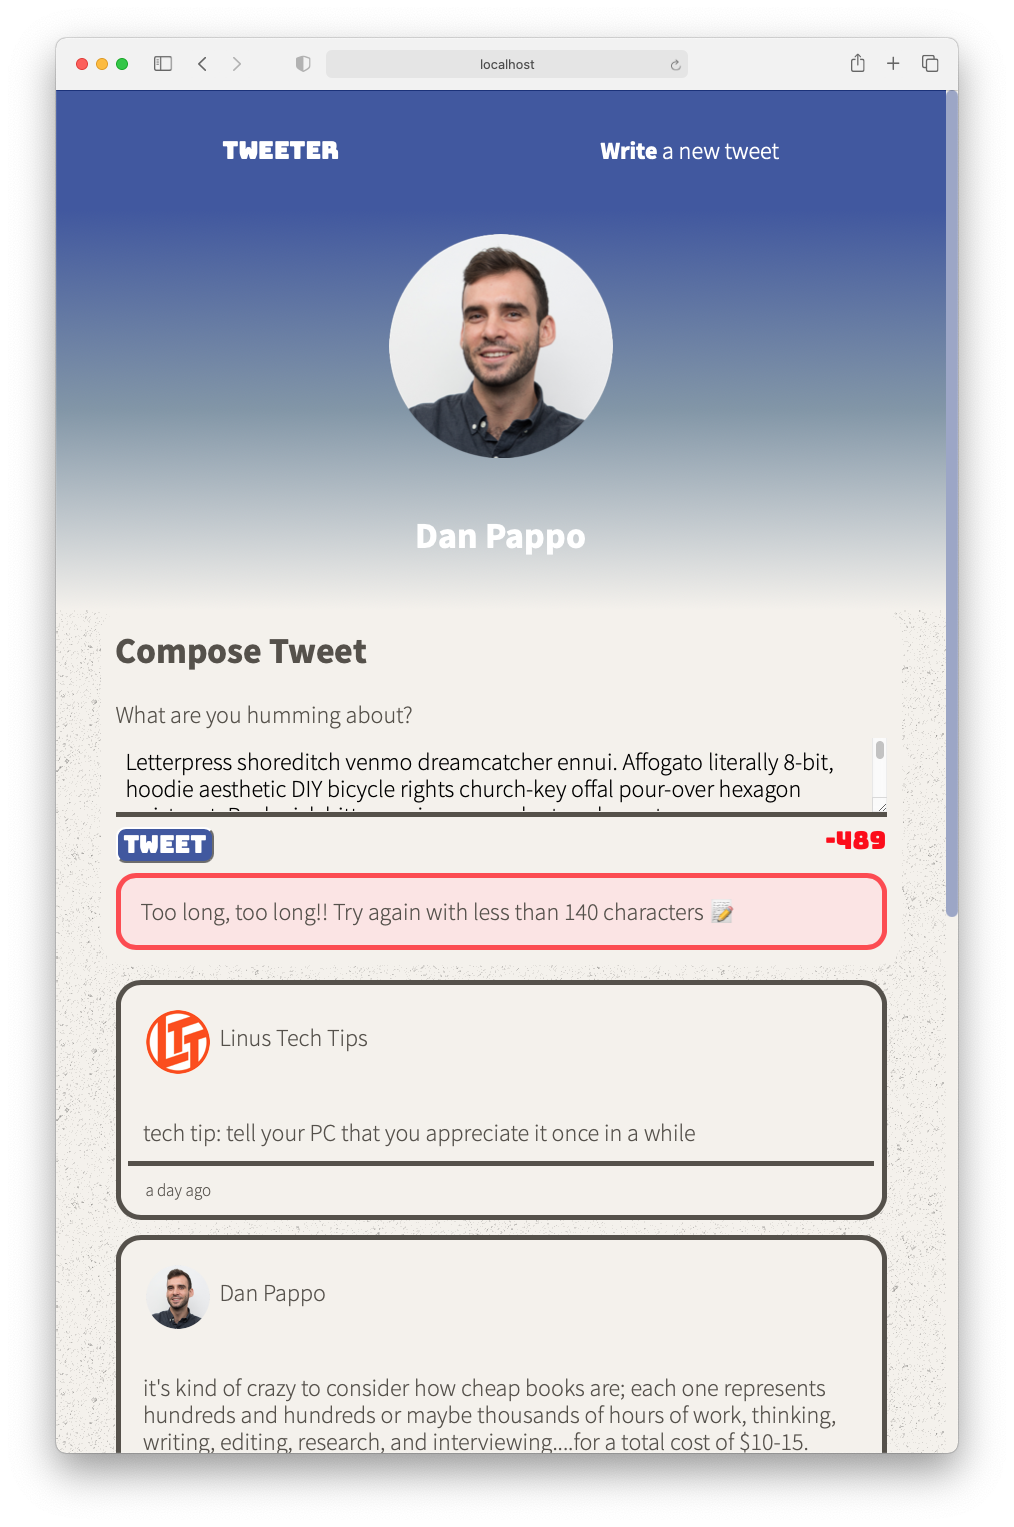 localhost
TWEETER
Write a new tweet
Dan Pappo
Compose Tweet
What are you humming about?
Letterpress shoreditch venmo dreamcatcher ennui. Affogato literally 8-bit,
hoodie aesthetic DIY bicycle rights church-key offal pour-over hexagon
TWEET
-489
Too long, too long!! Try again with less than 140 characters 📝
LTT
Linus Tech Tips
tech tip: tell your PC that you appreciate it once in a while
a day ago
Dan Pappo
it's kind of crazy to consider how cheap books are; each one represents
hundreds and hundreds or maybe thousands of hours of work, thinking,
writing, editing, research, and interviewing....for a total cost of $10-15.